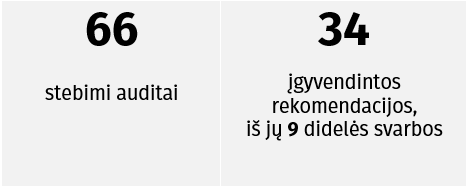 66
stebimi auditai
34
įgyvendintos
rekomendacijos,
iš jų 9 didelės svarbos